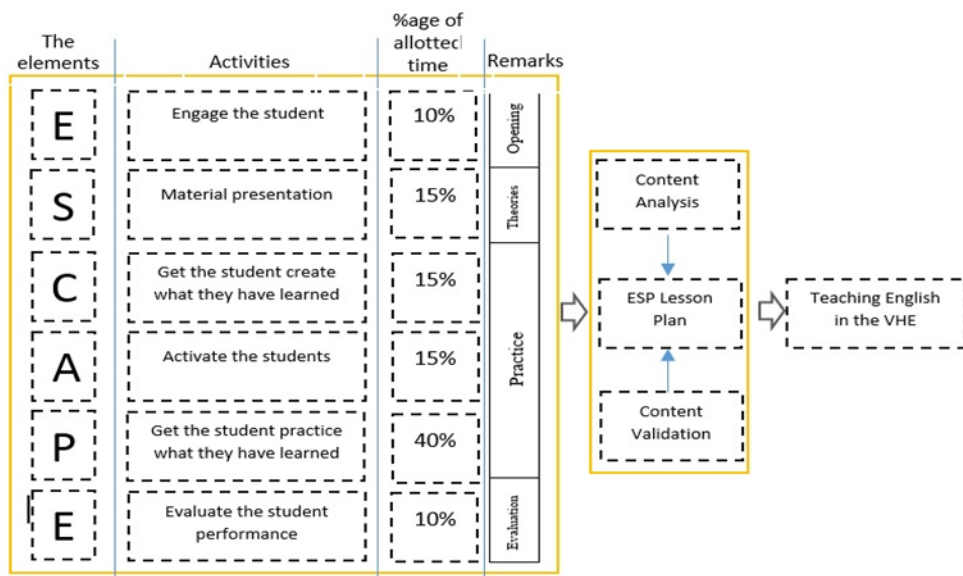 The
elements
Activities
%age of
allotted
time
Remarks
E
Engage the student
10%
Opening
S
Material presentation
15%
Theories
C
Get the student create
what they have learned
15%
A
Activate the students
15%
Practice
P
Get the student practice
what they have learned
40%
E
Evaluate the student
performance
10%
Evaluation
Content
Analysis
ESP Lesson
Plan
Content
Validation
Teaching English
in the VHE